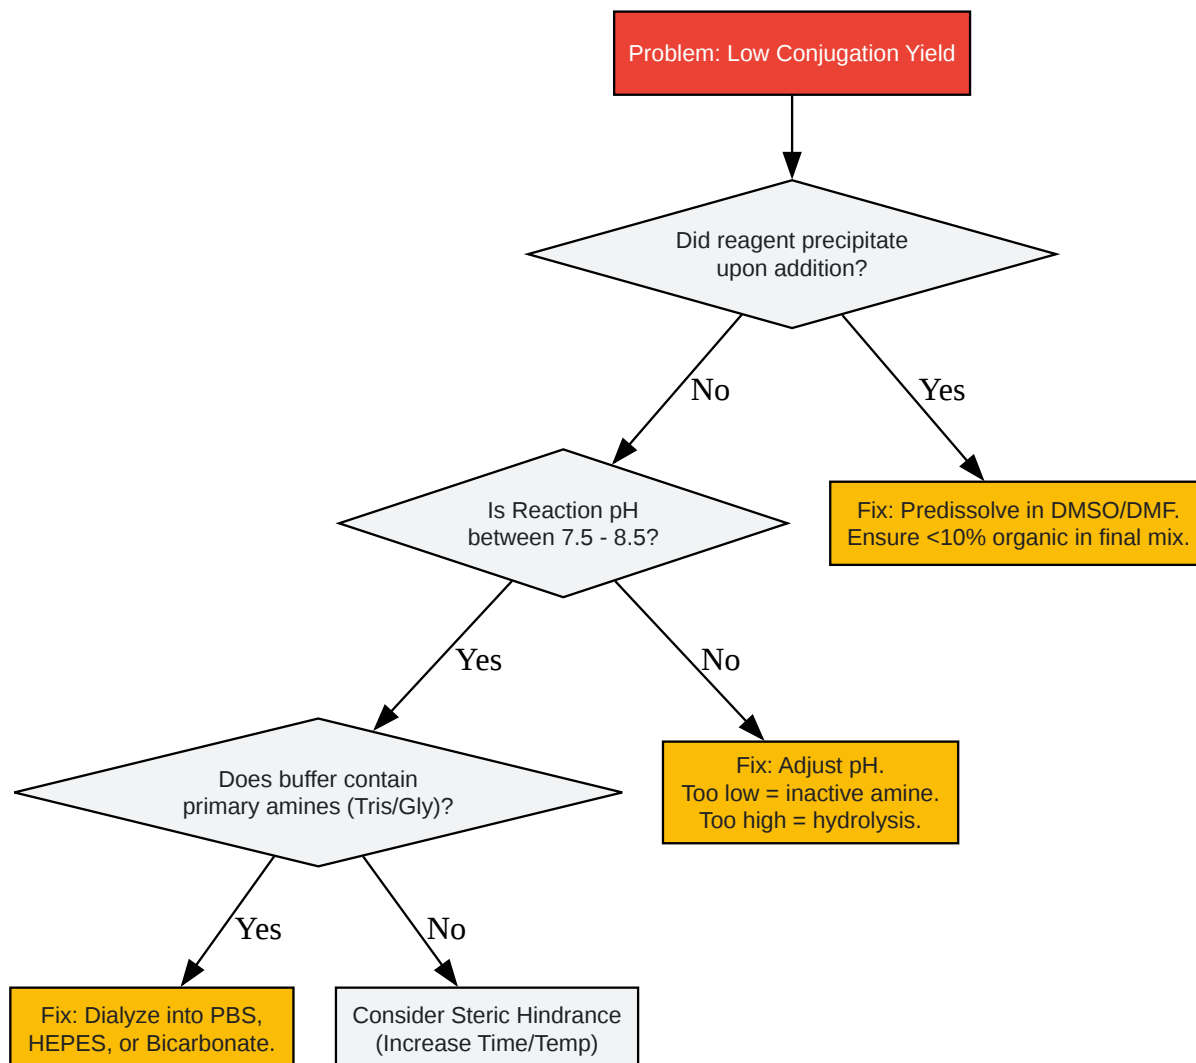 Problem: Low Conjugation Yield
Did reagent precipitate
upon addition?
No
Yes
Is Reaction pH
between 7.5 - 8.5?
Fix: Predissolve in DMSO/DMF.
Ensure <10% organic in final mix.
Yes
No
Does buffer contain
primary amines (Tris/Gly)?
Fix: Adjust pH.
Too low = inactive amine.
Too high = hydrolysis.
Yes
No
Fix: Dialyze into PBS,
HEPES, or Bicarbonate.
Consider Steric Hindrance
(Increase Time/Temp)